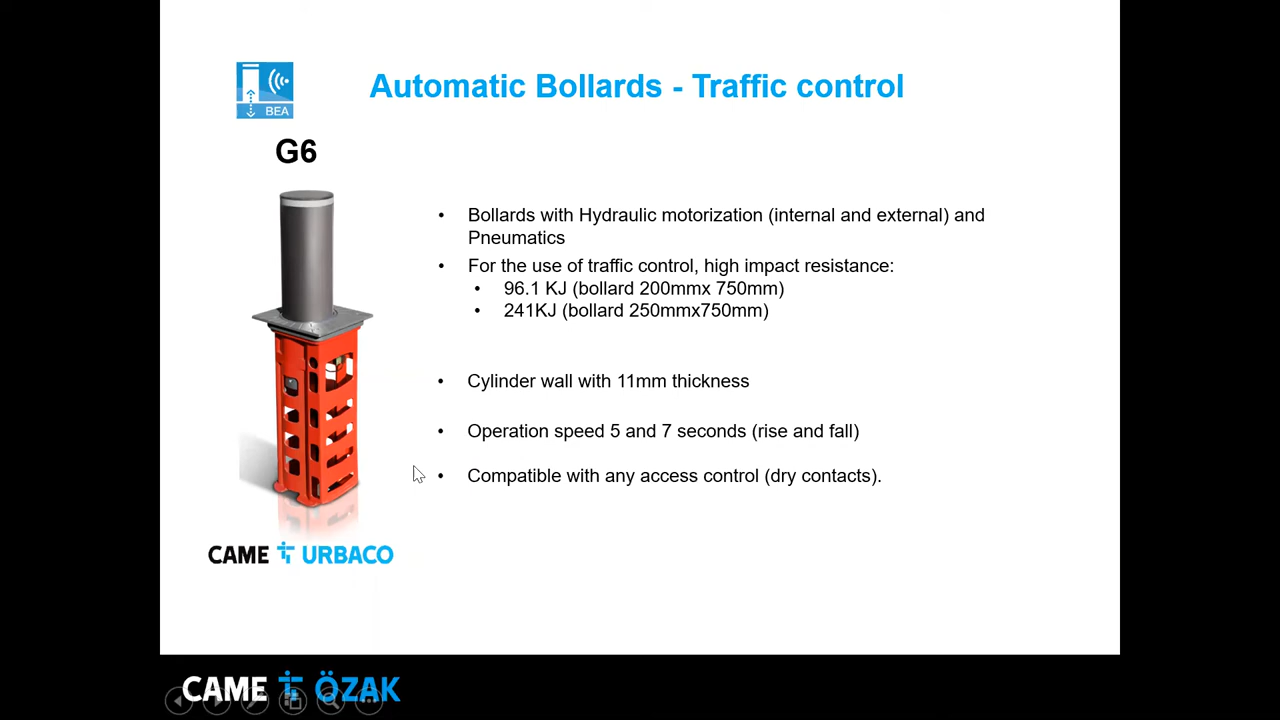 Automatic Bollards - Traffic control
BEA
G6
• Bollards with Hydraulic motorization (internal and external) and
Pneumatics
• For the use of traffic control, high impact resistance:
• 96.1 KJ (bollard 200mmx 750mm)
• 241KJ (bollard 250mmx750mm)
• Cylinder wall with 11mm thickness
• Operation speed 5 and 7 seconds (rise and fall)
• Compatible with any access control (dry contacts).
CAME URBACO
CAME ÖZAK